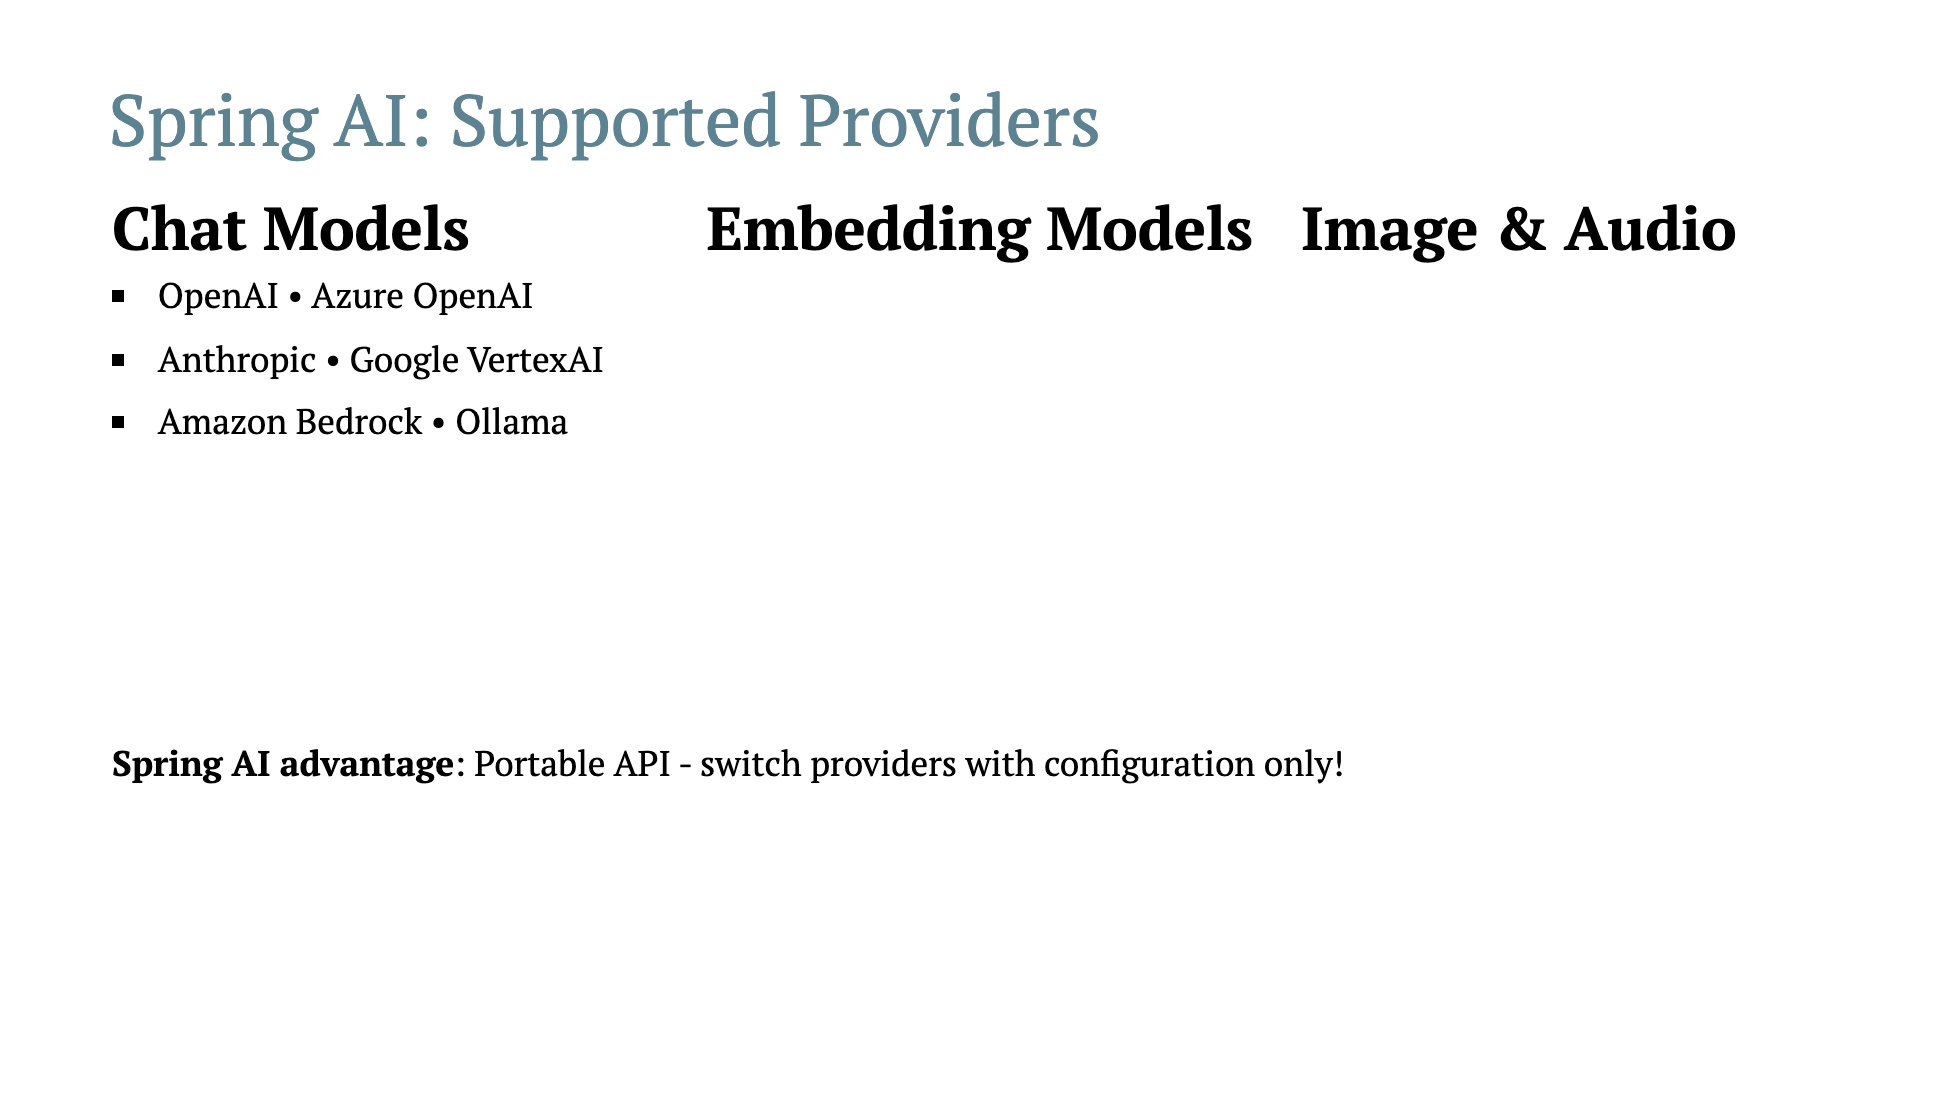 Spring AI: Supported Providers
Chat Models
▪ OpenAI • Azure OpenAI
▪ Anthropic • Google VertexAI
▪ Amazon Bedrock • Ollama
Embedding Models
Image & Audio
Spring AI advantage: Portable API - switch providers with configuration only!